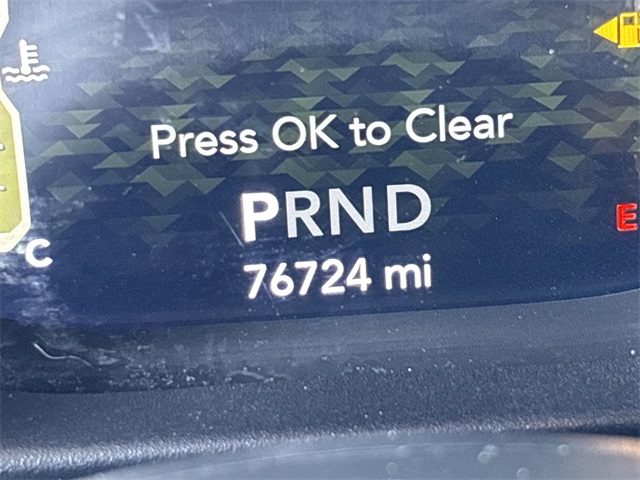 Press OK to Clear
PRND
E
C
76724 mi